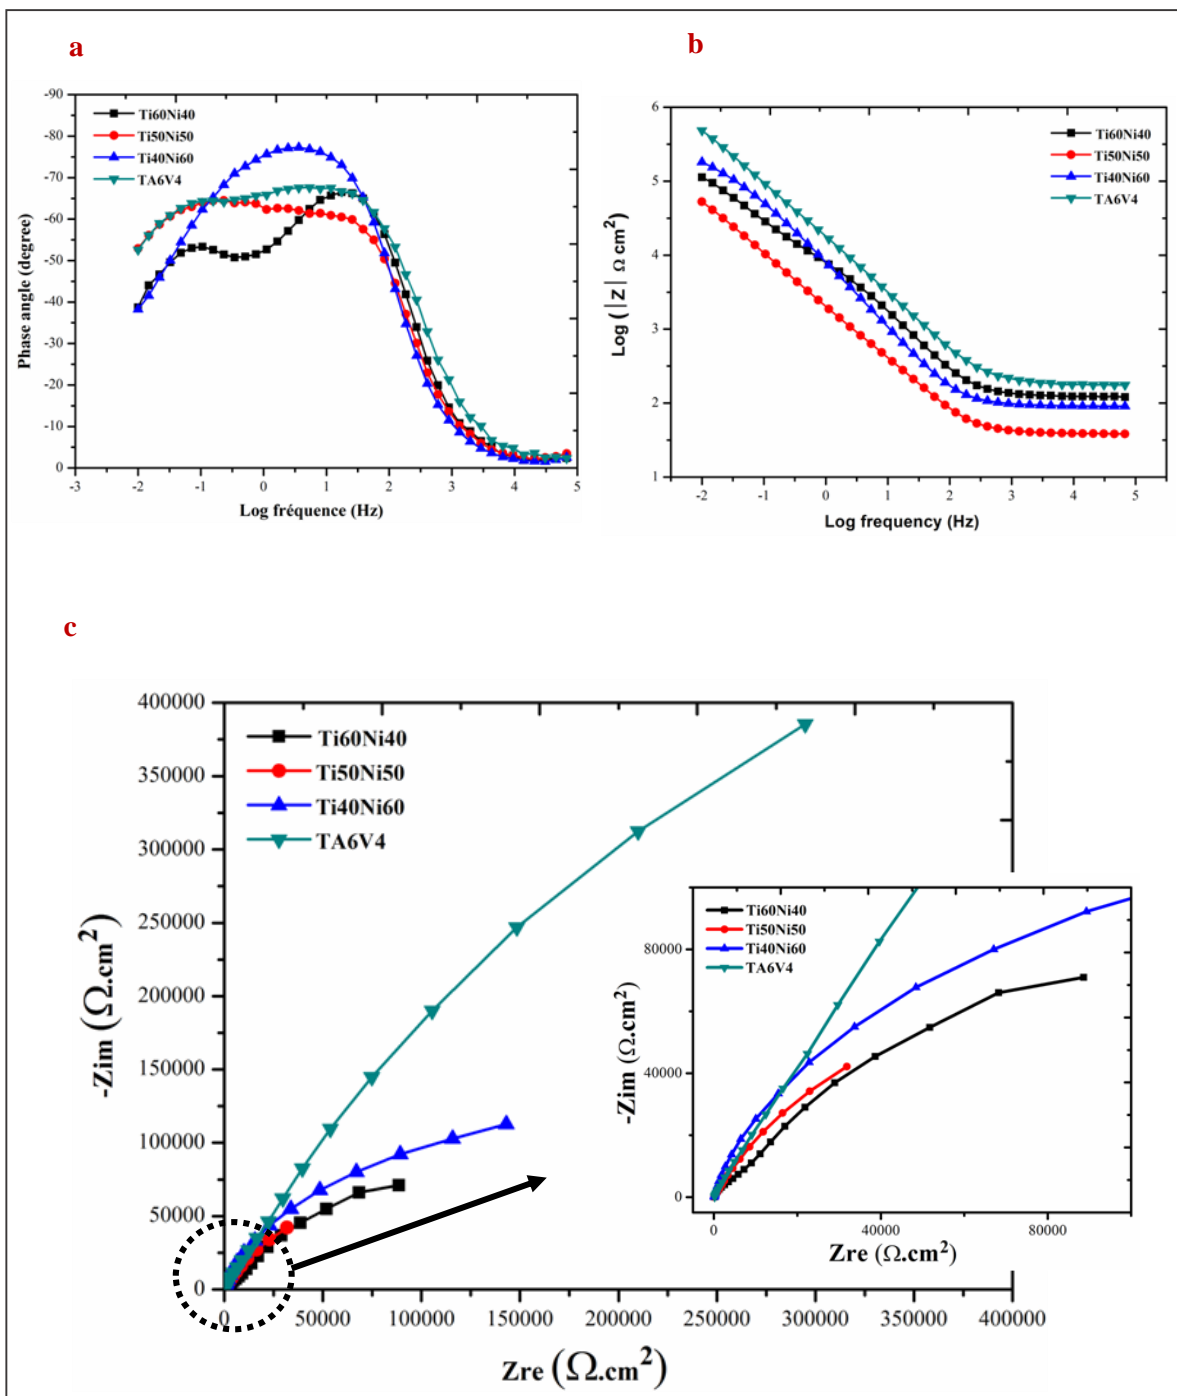 a
-90
-80
-70
-60
-50
-40
-30
-20
-10
0
Phase angle (degree)
Ti60Ni40
Ti50Ni50
Ti40Ni60
TA6V4
-3 -2 -1 0 1 2 3 4 5
Log fréquence (Hz)
b
6
5
4
3
2
1
Log ( |Z| Ω cm²)
Ti60Ni40
Ti50Ni50
Ti40Ni60
TA6V4
-2 -1 0 1 2 3 4 5
Log frequency (Hz)
c
400000
350000
300000
250000
200000
150000
100000
50000
0
-Zim (Ω.cm²)
Ti60Ni40
Ti50Ni50
Ti40Ni60
TA6V4
0 50000 100000 150000 200000 250000 300000 350000 400000
Zre (Ω.cm²)
80000
40000
0
-Zim (Ω.cm²)
Ti60Ni40
Ti50Ni50
Ti40Ni60
TA6V4
0 40000 80000
Zre (Ω.cm²)